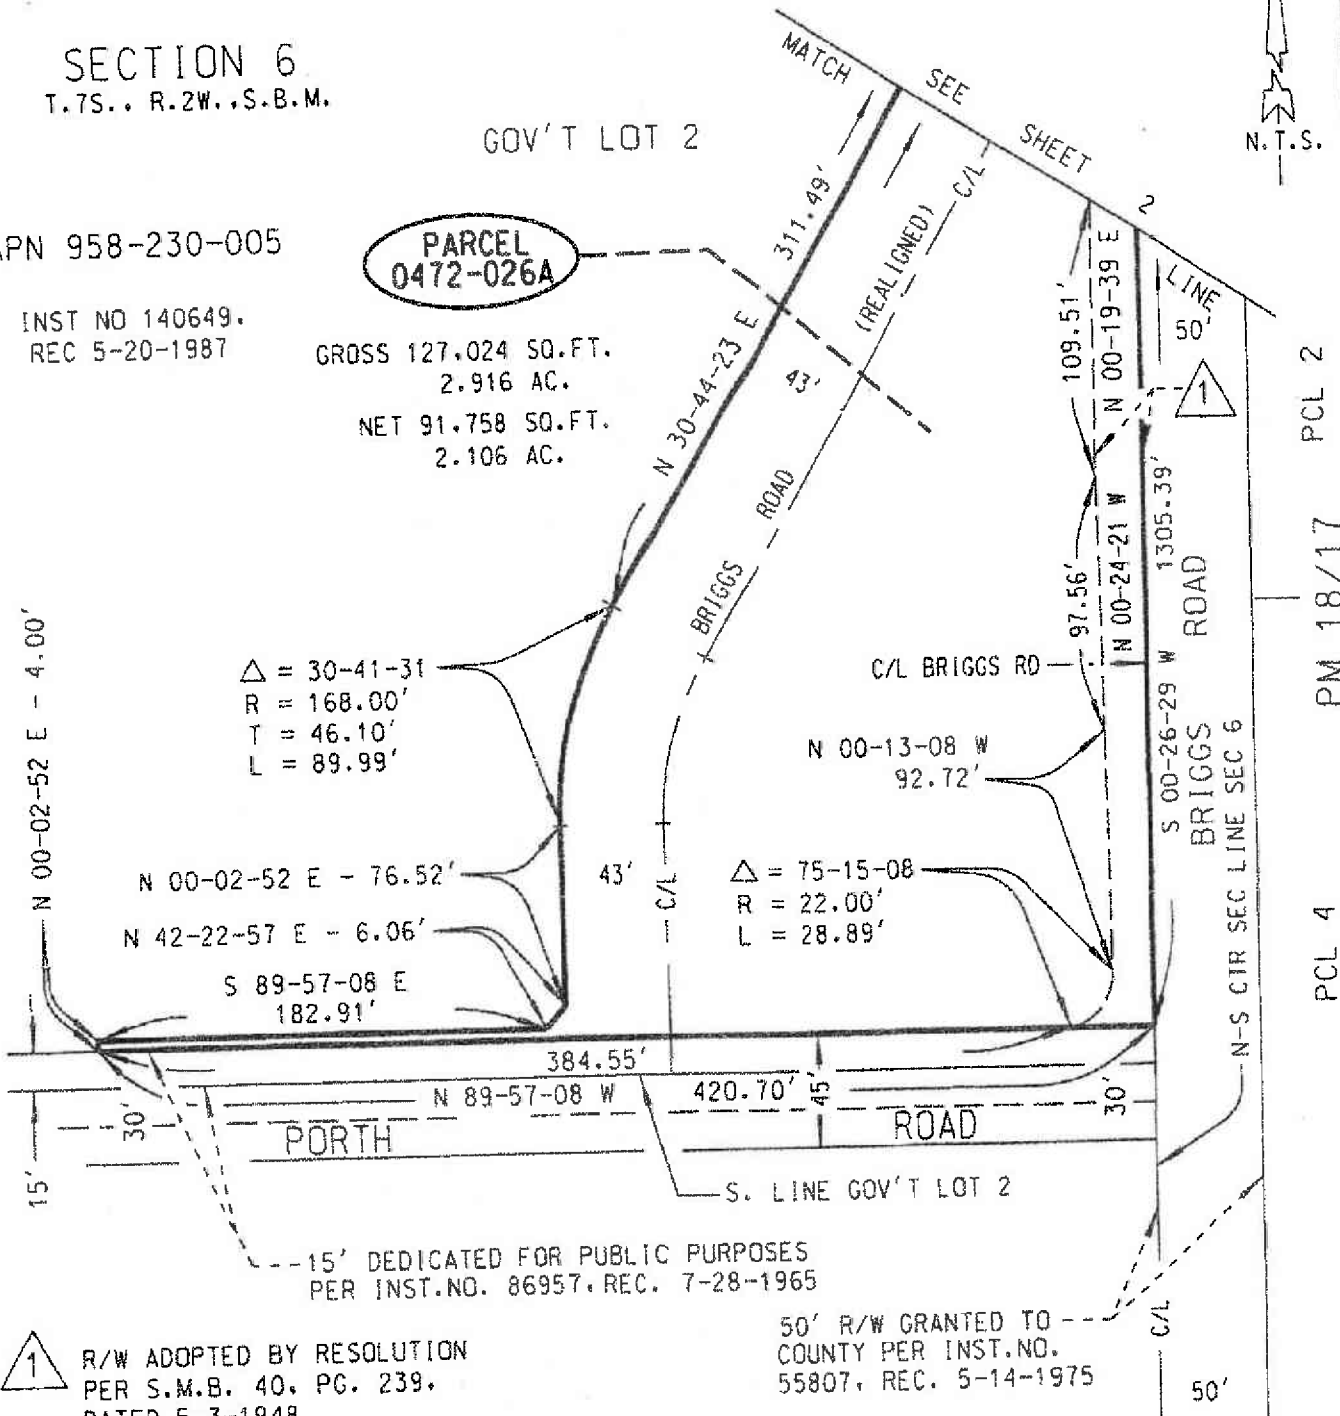 SECTION 6
T.7S., R.2W.,S.B.M.
GOV'T LOT 2
MATCH
SEE
SHEET
2
LINE
N.T.S.
APN 958-230-005
PARCEL
0472-026A
INST NO 140649.
REC 5-20-1987
GROSS 127,024 SQ.FT.
2.916 AC.
NET 91,758 SQ.FT.
2.106 AC.
311.49'
N 30-44-23 E
43'
C/L
(REALIGNED)
BRIGGS ROAD
109.51'
N 00-19-39 E
50'
1
PCL 2
97.56'
N 00-24-21 W
1305.39'
S 00-26-29 W
BRIGGS ROAD
BRIGGS
PM 18/17
C/L BRIGGS RD
N 00-13-08 W
92.72'
N 00-02-52 E - 4.00'
Δ = 30-41-31
R = 168.00'
T = 46.10'
L = 89.99'
N 00-02-52 E - 76.52'
N 42-22-57 E - 6.06'
S 89-57-08 E
182.91'
43'
C/L
Δ = 75-15-08
R = 22.00'
L = 28.89'
N-S CTR SEC LINE SEC 6
PCL 4
384.55'
N 89-57-08 W
420.70'
45'
30'
30'
15'
PORTH
ROAD
S. LINE GOV'T LOT 2
15' DEDICATED FOR PUBLIC PURPOSES
PER INST.NO. 86957, REC. 7-28-1965
1
R/W ADOPTED BY RESOLUTION
PER S.M.B. 40, PG. 239,
DATED 5-3-1948
50' R/W GRANTED TO
COUNTY PER INST.NO.
55807, REC. 5-14-1975
C/L
50'